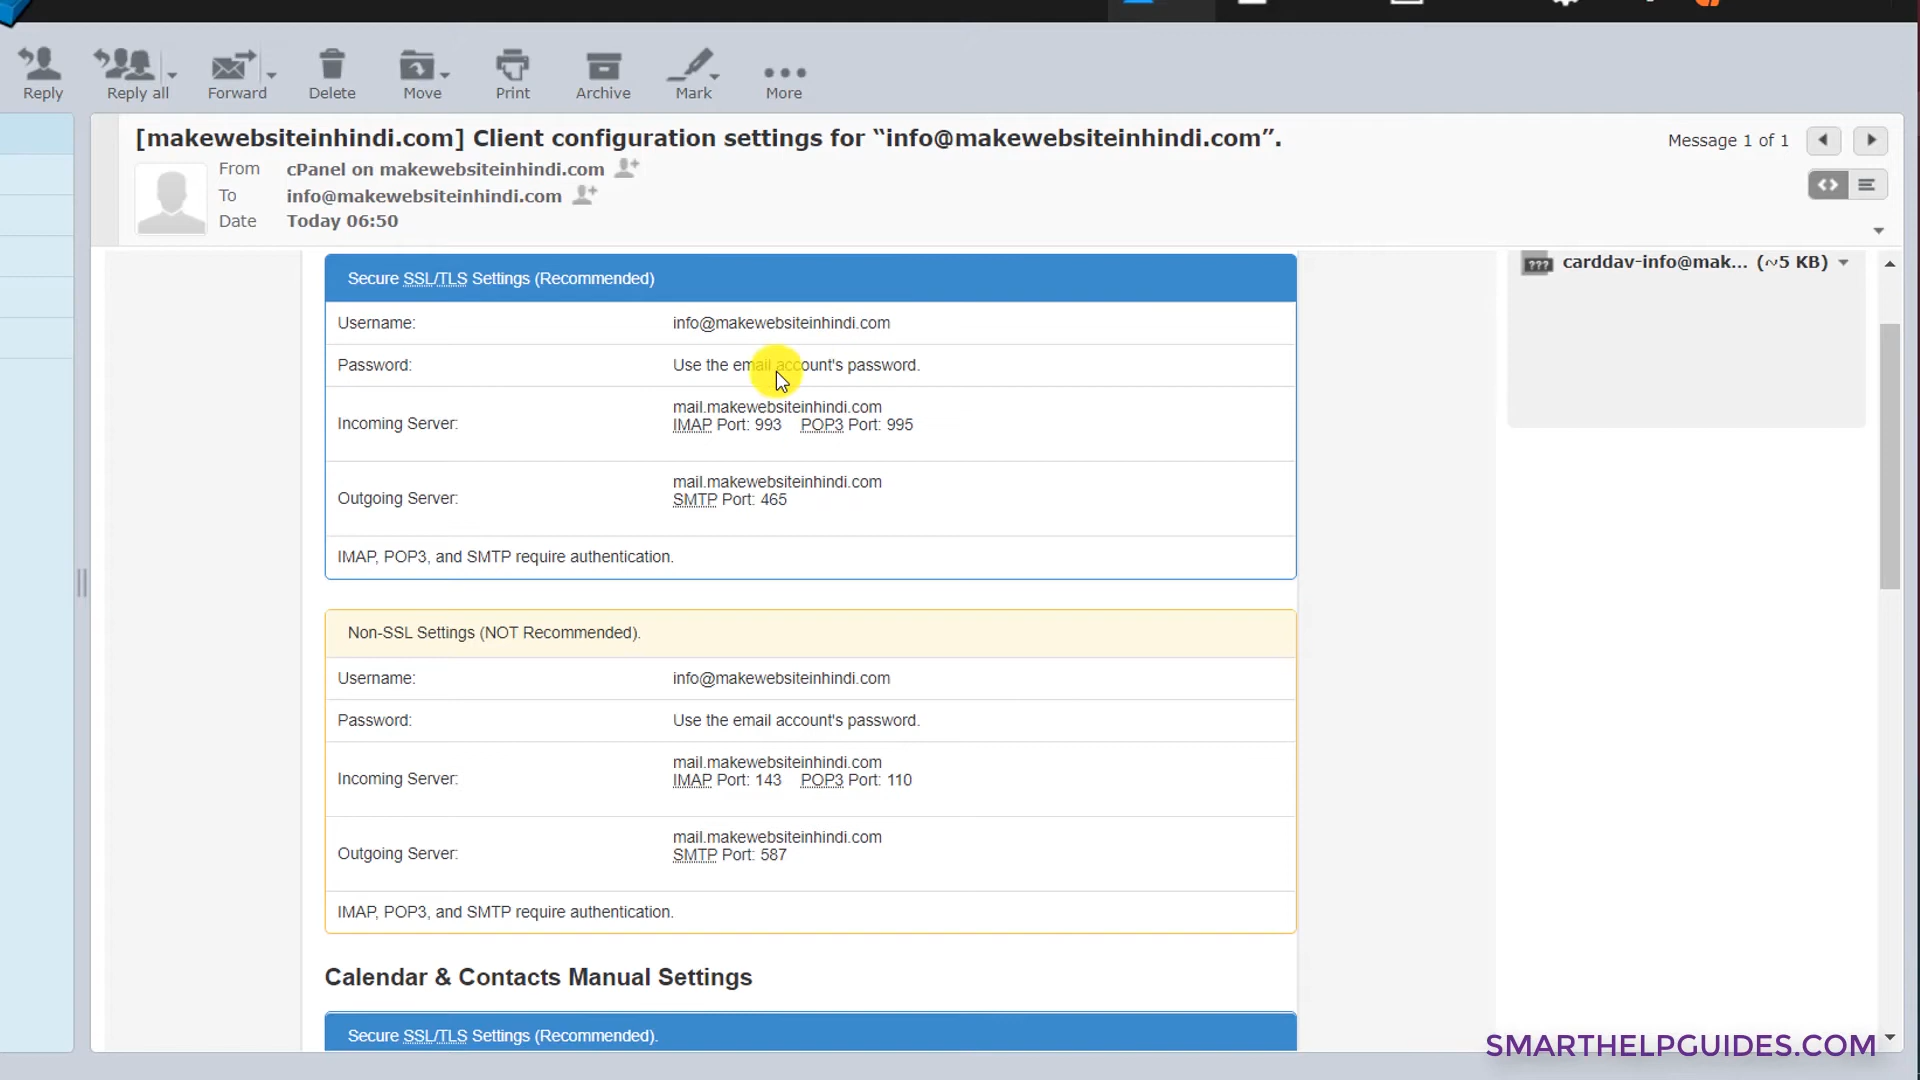 Reply
Reply all
Forward
Delete
Move
Print
Archive
Mark
More
[makewebsiteinhindi.com] Client configuration settings for “info@makewebsiteinhindi.com”.
Message 1 of 1
From cPanel on makewebsiteinhindi.com
To info@makewebsiteinhindi.com
Date Today 06:50
??? carddav-info@mak... (~5 KB)
Secure SSL/TLS Settings (Recommended)
Username: info@makewebsiteinhindi.com
Password: Use the email account's password.
Incoming Server: mail.makewebsiteinhindi.com
IMAP Port: 993 POP3 Port: 995
Outgoing Server: mail.makewebsiteinhindi.com
SMTP Port: 465
IMAP, POP3, and SMTP require authentication.
Non-SSL Settings (NOT Recommended).
Username: info@makewebsiteinhindi.com
Password: Use the email account's password.
Incoming Server: mail.makewebsiteinhindi.com
IMAP Port: 143 POP3 Port: 110
Outgoing Server: mail.makewebsiteinhindi.com
SMTP Port: 587
IMAP, POP3, and SMTP require authentication.
Calendar & Contacts Manual Settings
Secure SSL/TLS Settings (Recommended).
SMARTHELPGUIDES.COM